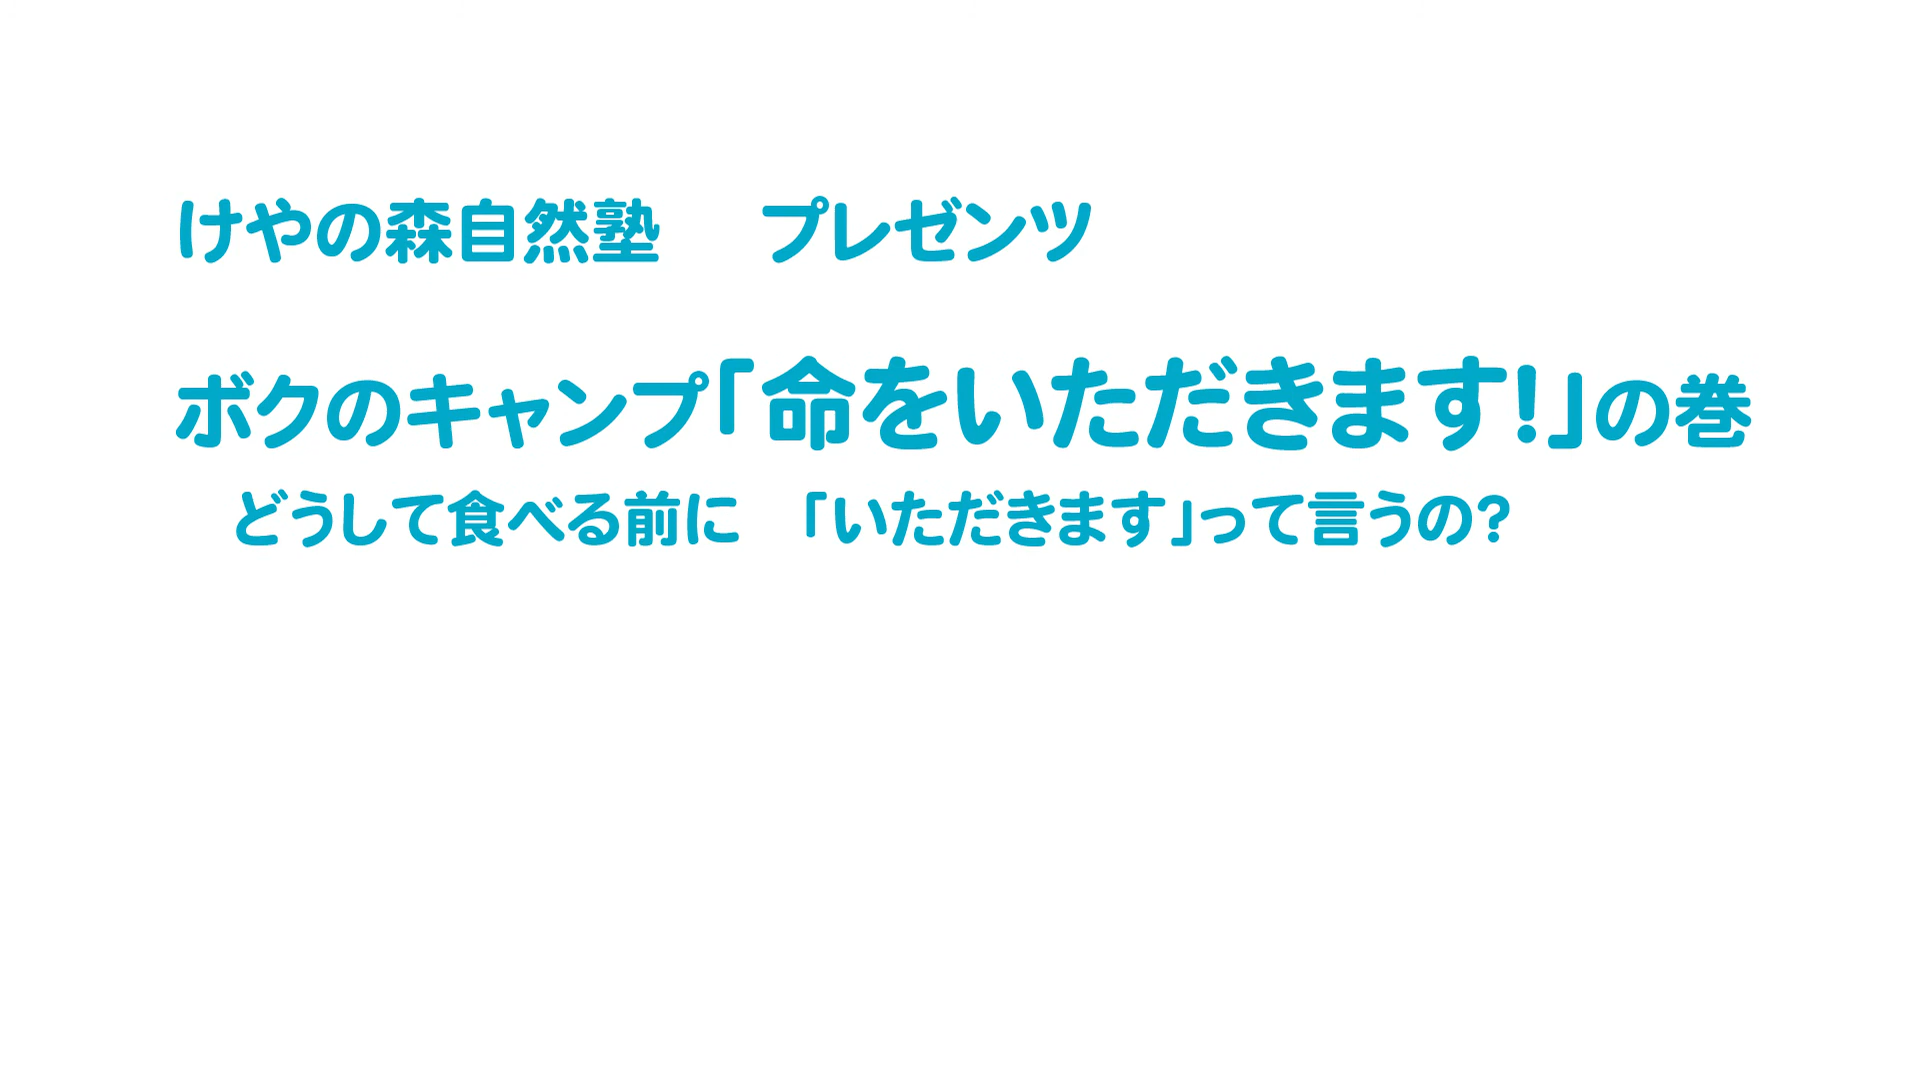 けやの森自然塾　プレゼンツ
ボクのキャンプ「命をいただきます!」の巻
どうして食べる前に　「いただきます」って言うの?